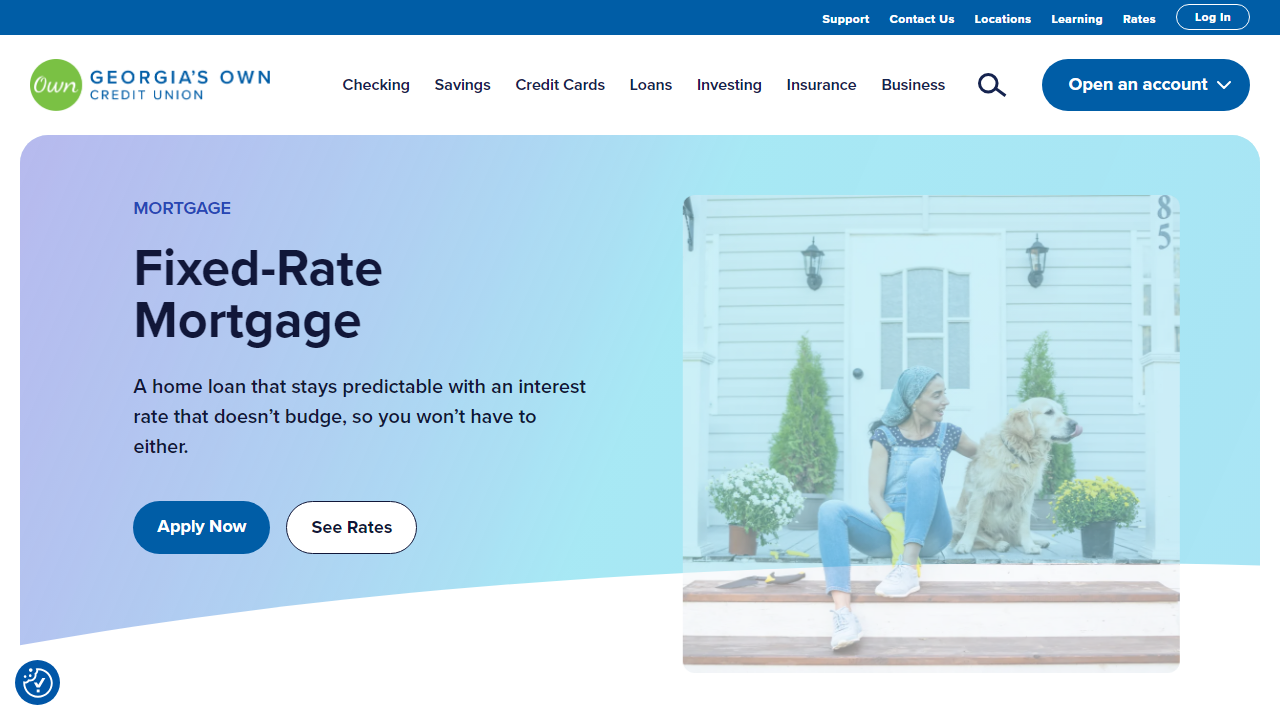 Support Contact Us Locations Learning Rates Log In
Own GEORGIA'S OWN
CREDIT UNION
Checking Savings Credit Cards Loans Investing Insurance Business Open an account
MORTGAGE
Fixed-Rate
Mortgage
A home loan that stays predictable with an interest
rate that doesn’t budge, so you won’t have to
either.
Apply Now See Rates
8
5